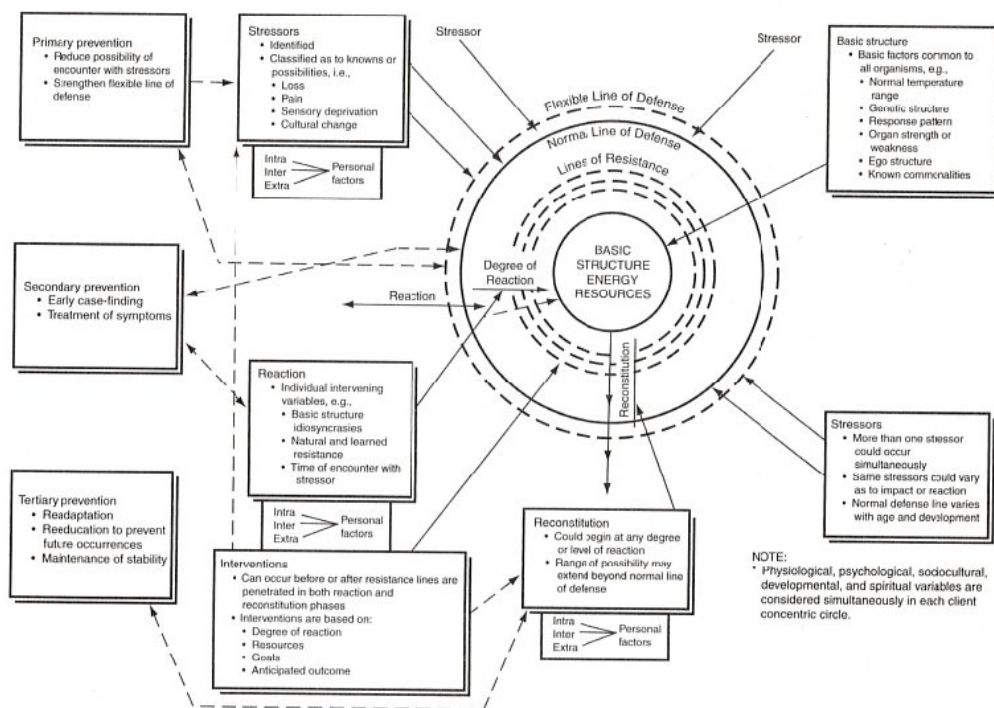 Primary prevention
• Reduce possibility of
encounter with stressors
• Strengthen flexible line of
defense
Stressors
• Identified
• Classified as to knowns or
possibilities, i.e.,
• Loss
• Pain
• Sensory deprivation
• Cultural change
Intra
Inter
Extra
Personal
factors
Stressor
Stressor
Basic structure
• Basic factors common to
all organisms, e.g.,
• Normal temperature
range
• Genetic structure
• Response pattern
• Organ strength or
weakness
• Ego structure
• Known commonalities
Flexible Line of Defense
Normal Line of Defense
Lines of Resistance
BASIC
STRUCTURE
ENERGY
RESOURCES
Degree of
Reaction
Reaction
Reconstitution
Secondary prevention
• Early case-finding
• Treatment of symptoms
Reaction
• Individual intervening
variables, e.g.,
• Basic structure
idiosyncrasies
• Natural and learned
resistance
• Time of encounter with
stressor
Intra
Inter
Extra
Personal
factors
Stressors
• More than one stressor
could occur
simultaneously
• Same stressors could vary
as to impact or reaction
• Normal defense line varies
with age and development
Tertiary prevention
• Readaptation
• Reeducation to prevent
future occurrences
• Maintenance of stability
Interventions
• Can occur before or after resistance lines are
penetrated in both reaction and
reconstitution phases
• Interventions are based on:
• Degree of reaction
• Resources
• Goals
• Anticipated outcome
Reconstitution
• Could begin at any degree
or level of reaction
• Range of possibility may
extend beyond normal line
of defense
Intra
Inter
Extra
Personal
factors
NOTE:
* Physiological, psychological, sociocultural,
developmental, and spiritual variables are
considered simultaneously in each client
concentric circle.